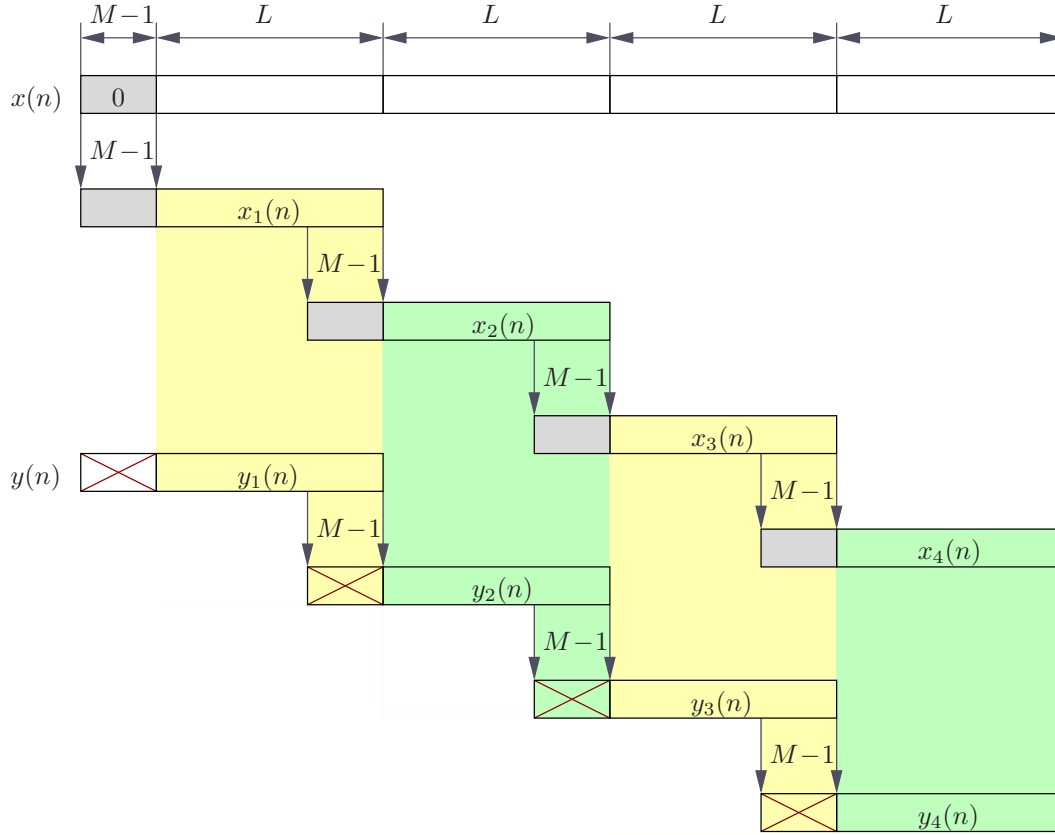 M−1 L L L L
x(n) 0
M−1
x₁(n)
M−1
x₂(n)
M−1
x₃(n)
y(n) y₁(n) M−1
M−1
x₄(n)
y₂(n)
M−1
y₃(n)
M−1
y₄(n)